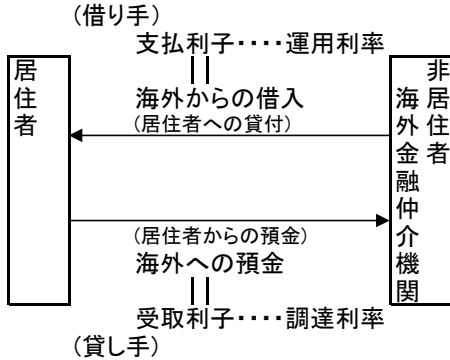 (借り手)
支払利子････運用利率
海外からの借入
(居住者への貸付)
居住者
非居住者
海外金融仲介機関
(居住者からの預金)
海外への預金
受取利子････調達利率
(貸し手)